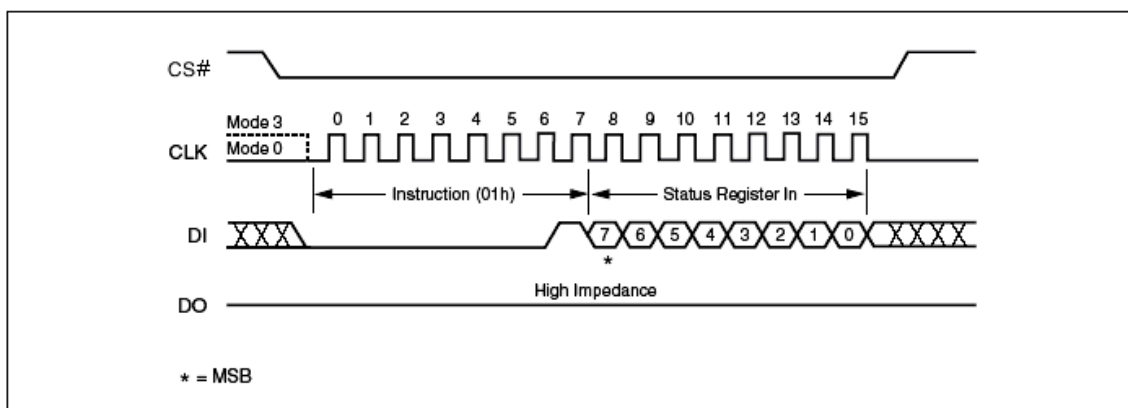 CS#
Mode 3
0 1 2 3 4 5 6 7 8 9 10 11 12 13 14 15
CLK
Mode 0
Instruction (01h)
Status Register In
DI
7 6 5 4 3 2 1 0
*
High Impedance
DO
* = MSB